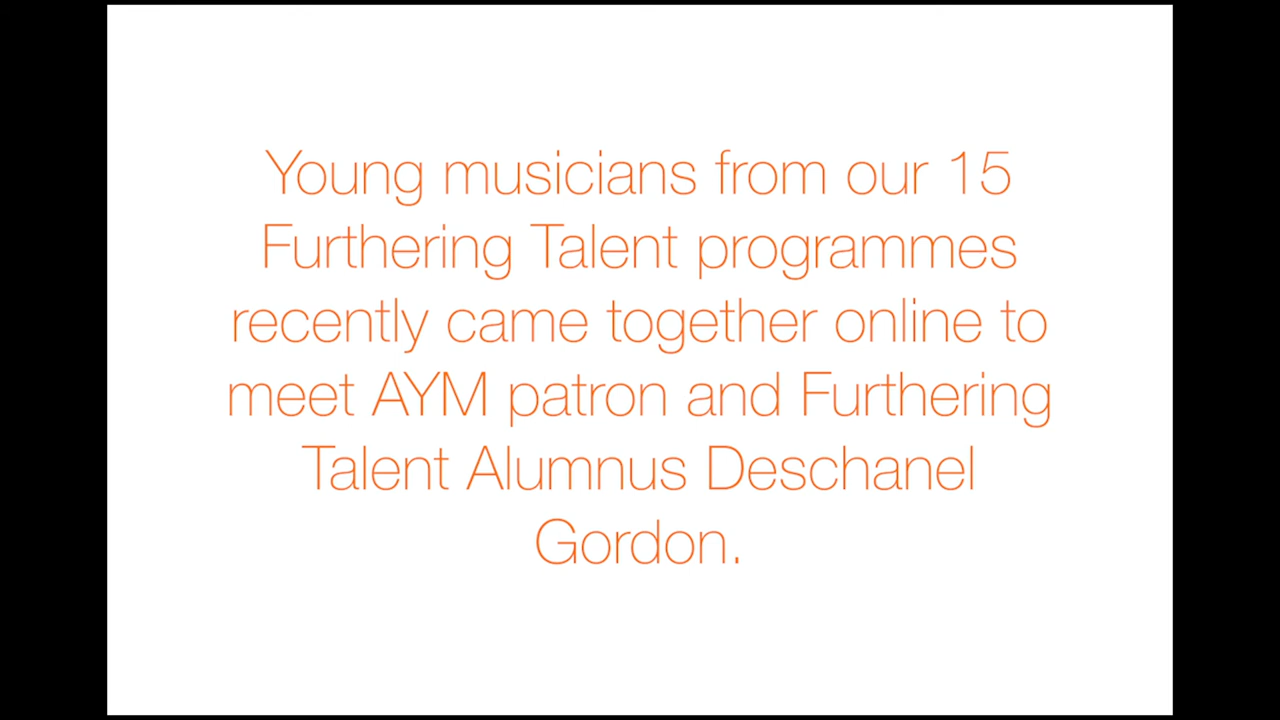 Young musicians from our 15
Furthering Talent programmes
recently came together online to
meet AYM patron and Furthering
Talent Alumnus Deschanel
Gordon.